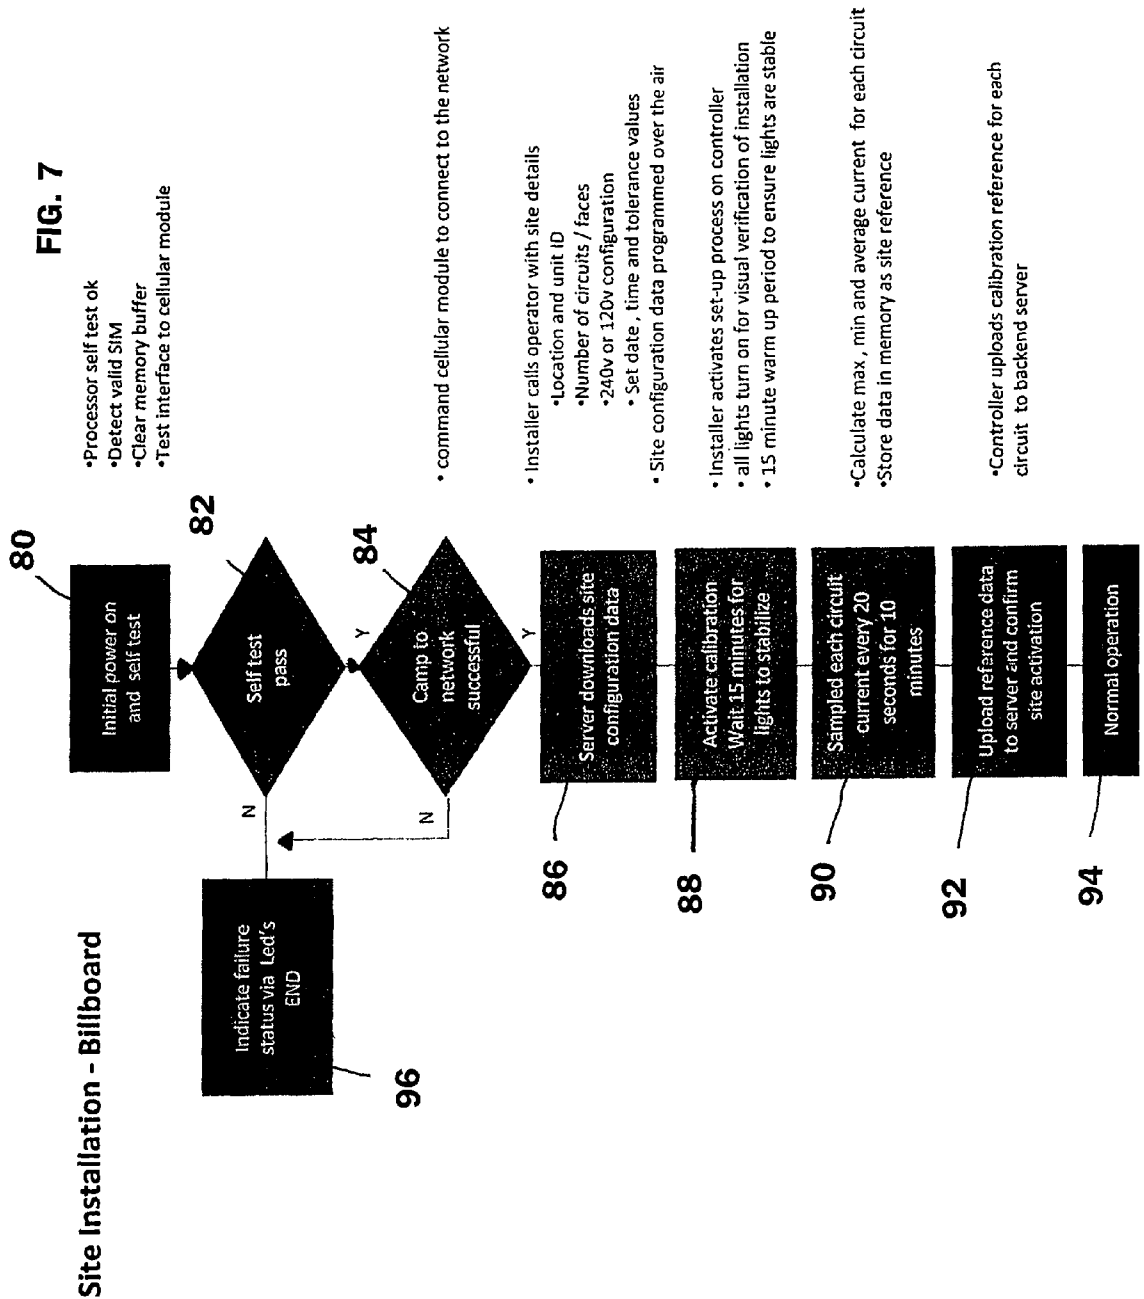 Site Installation - Billboard
FIG. 7
80
Initial power on
and self test
•Processor self test ok
•Detect valid SIM
•Clear memory buffer
•Test interface to cellular module
82
Self test
pass
N
Y
Indicate failure
status via Led's
END
96
84
Camp to
network
successful
N
Y
• command cellular module to connect to the network
86
Server downloads site
configuration data
• Installer calls operator with site details
•Location and unit ID
•Number of circuits / faces
•240v or 120v configuration
• Set date , time and tolerance values
• Site configuration data programmed over the air
88
Activate calibration
Wait 15 minutes for
lights to stabilize
• Installer activates set-up process on controller
• all lights turn on for visual verification of installation
• 15 minute warm up period to ensure lights are stable
90
Sampled each circuit
current every 20
seconds for 10
minutes
•Calculate max , min and average current for each circuit
•Store data in memory as site reference
92
Upload reference data
to server and confirm
site activation
•Controller uploads calibration reference for each
circuit to backend server
94
Normal operation